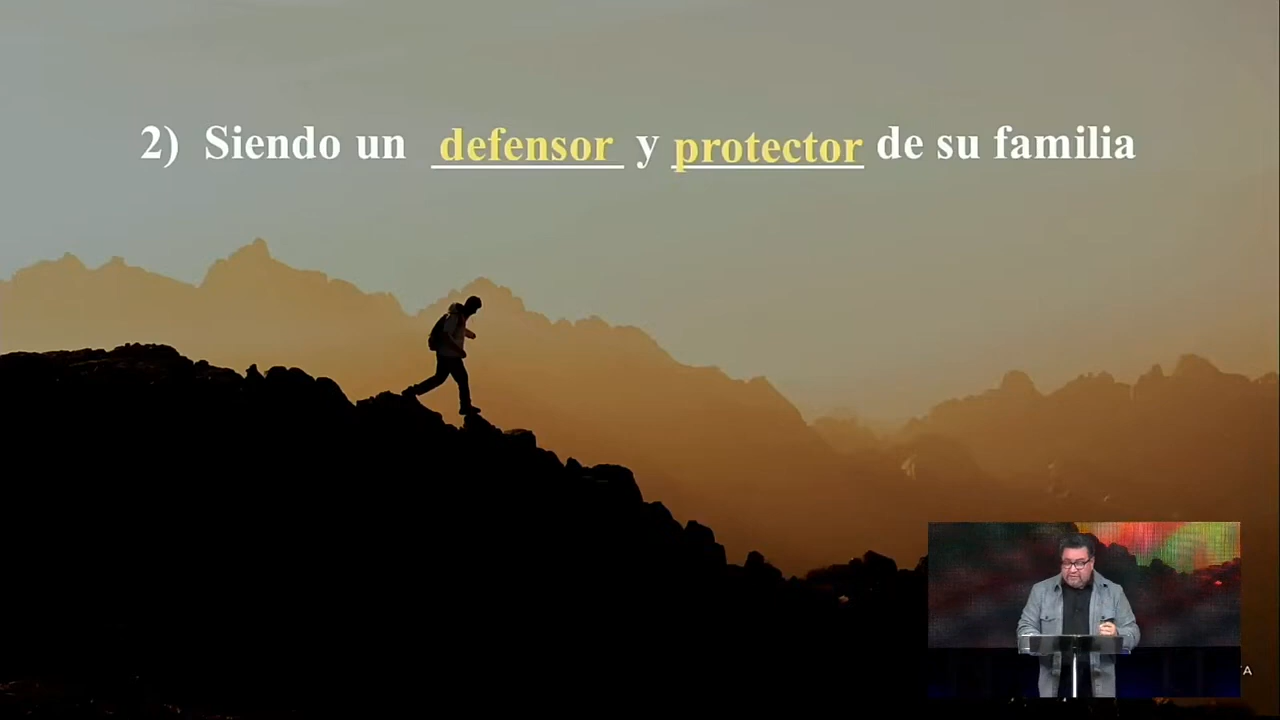 2) Siendo un defensor y protector de su familia